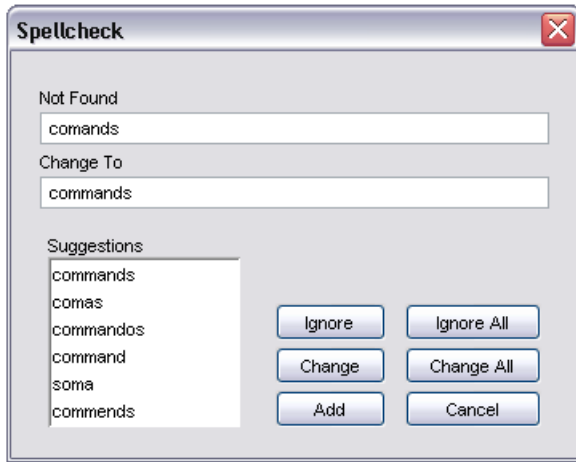 Spellcheck
Not Found
comands
Change To
commands
Suggestions
commands
comas
commandos
command
soma
commends
Ignore Ignore All
Change Change All
Add Cancel